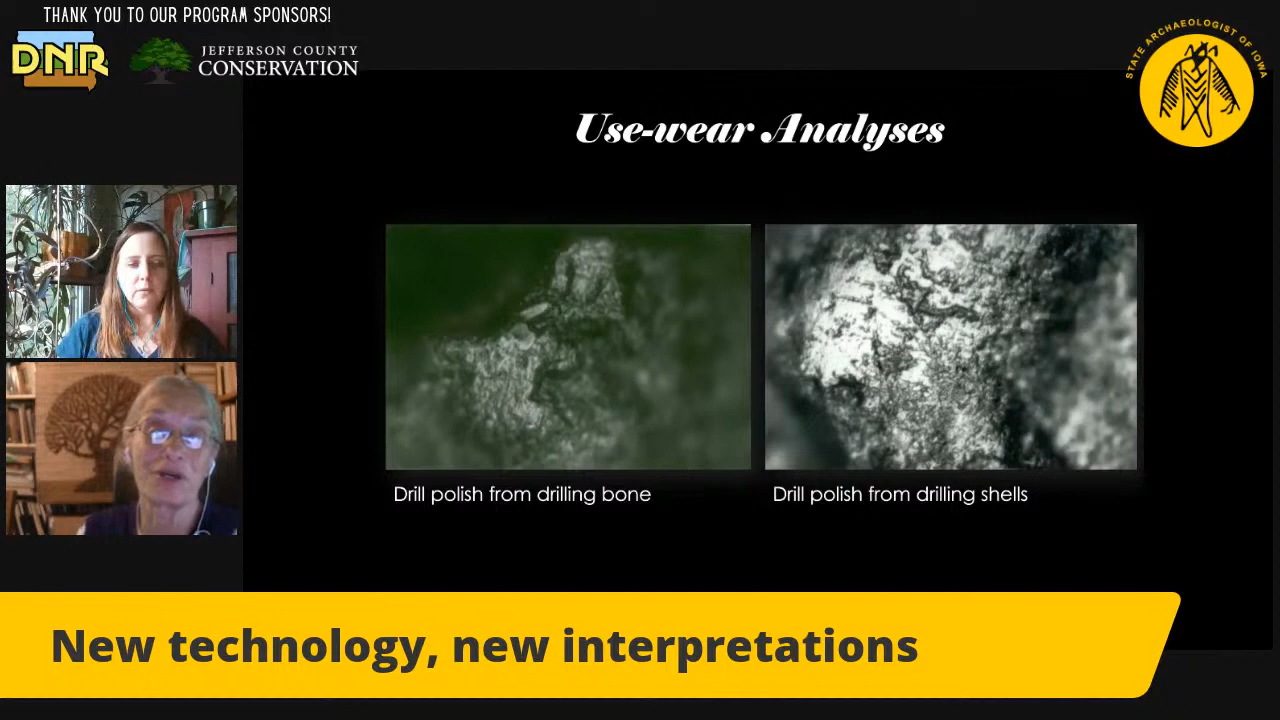 THANK YOU TO OUR PROGRAM SPONSORS!
DNR
JEFFERSON COUNTY
CONSERVATION
STATE ARCHAEOLOGIST OF IOWA
Use-wear Analyses
Drill polish from drilling bone
Drill polish from drilling shells
New technology, new interpretations